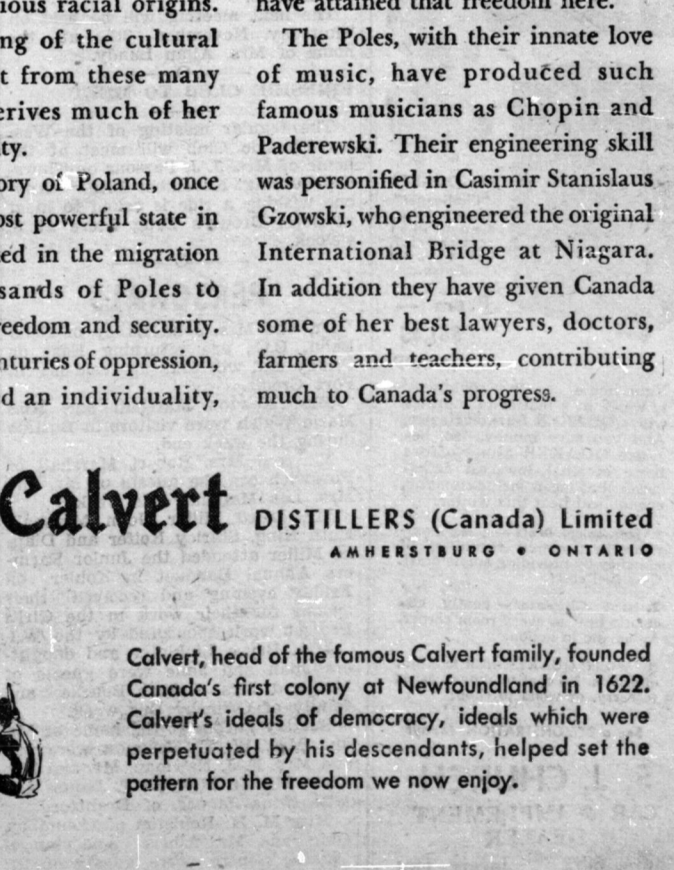 ious racial origins.
ng of the cultural
t from these many
erives much of her
ty.
ory of Poland, once
ost powerful state in
ed in the migration
sands of Poles to
reedom and security.
nturies of oppression,
d an individuality,
have attained that freedom here.
The Poles, with their innate love
of music, have produced such
famous musicians as Chopin and
Paderewski. Their engineering skill
was personified in Casimir Stanislaus
Gzowski, who engineered the original
International Bridge at Niagara.
In addition they have given Canada
some of her best lawyers, doctors,
farmers and teachers, contributing
much to Canada's progress.
Calvert DISTILLERS (Canada) Limited
AMHERSTBURG • ONTARIO
Calvert, head of the famous Calvert family, founded
Canada's first colony at Newfoundland in 1622.
Calvert's ideals of democracy, ideals which were
perpetuated by his descendants, helped set the
pattern for the freedom we now enjoy.